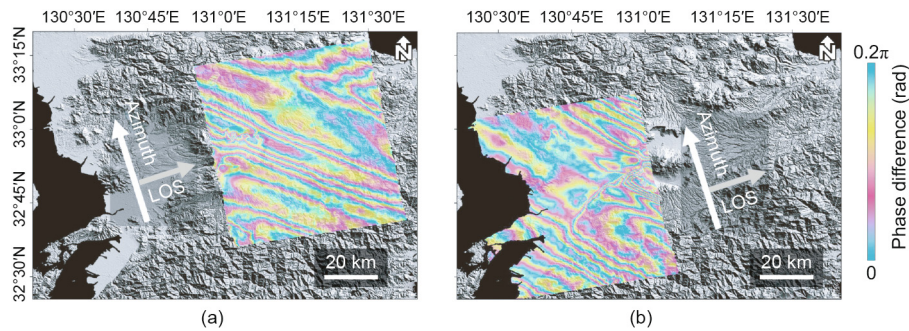 130°30′E 130°45′E 131°0′E 131°15′E 131°30′E
130°30′E 130°45′E 131°0′E 131°15′E 131°30′E
33°15′N
33°0′N
32°45′N
32°30′N
N
Azimuth
LOS
20 km
N
Azimuth
LOS
20 km
0.2π
Phase difference (rad)
0
(a)
(b)